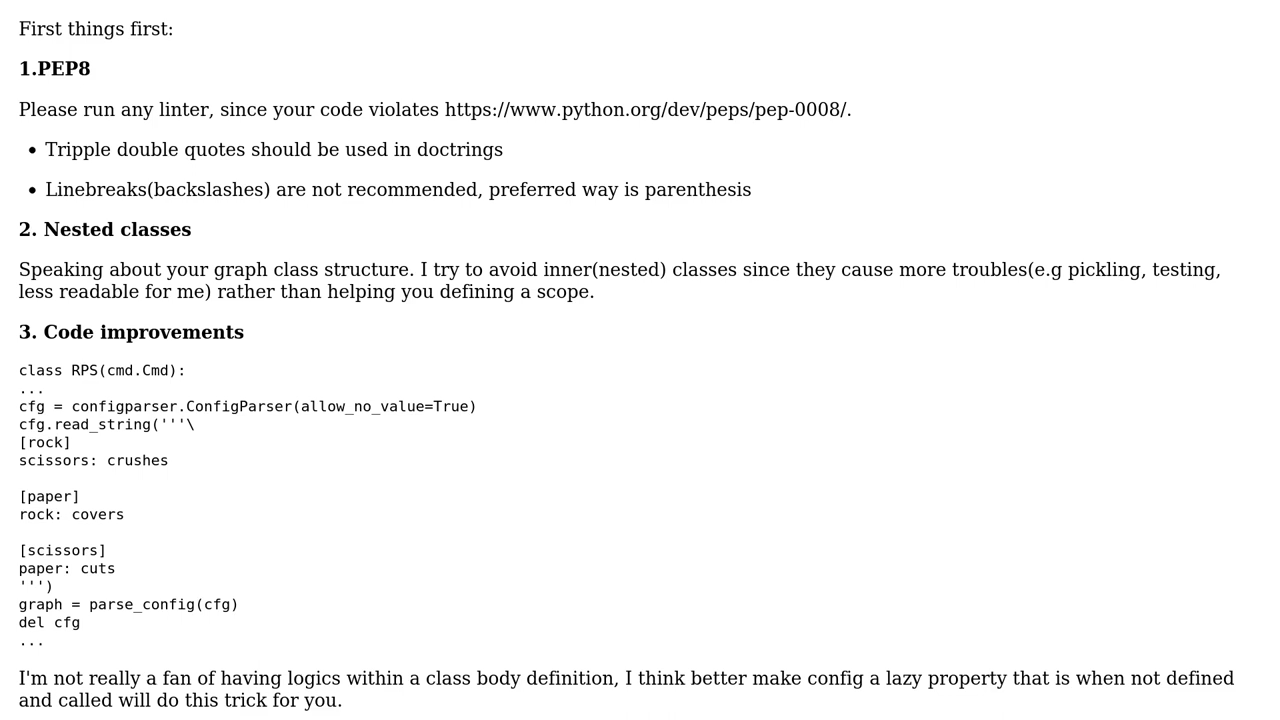 First things first:
1.PEP8
Please run any linter, since your code violates https://www.python.org/dev/peps/pep-0008/.
• Tripple double quotes should be used in doctrings
• Linebreaks(backslashes) are not recommended, preferred way is parenthesis
2. Nested classes
Speaking about your graph class structure. I try to avoid inner(nested) classes since they cause more troubles(e.g pickling, testing,
less readable for me) rather than helping you defining a scope.
3. Code improvements
class RPS(cmd.Cmd):
...
cfg = configparser.ConfigParser(allow_no_value=True)
cfg.read_string('''\
[rock]
scissors: crushes

[paper]
rock: covers

[scissors]
paper: cuts
''')
graph = parse_config(cfg)
del cfg
...
I'm not really a fan of having logics within a class body definition, I think better make config a lazy property that is when not defined
and called will do this trick for you.